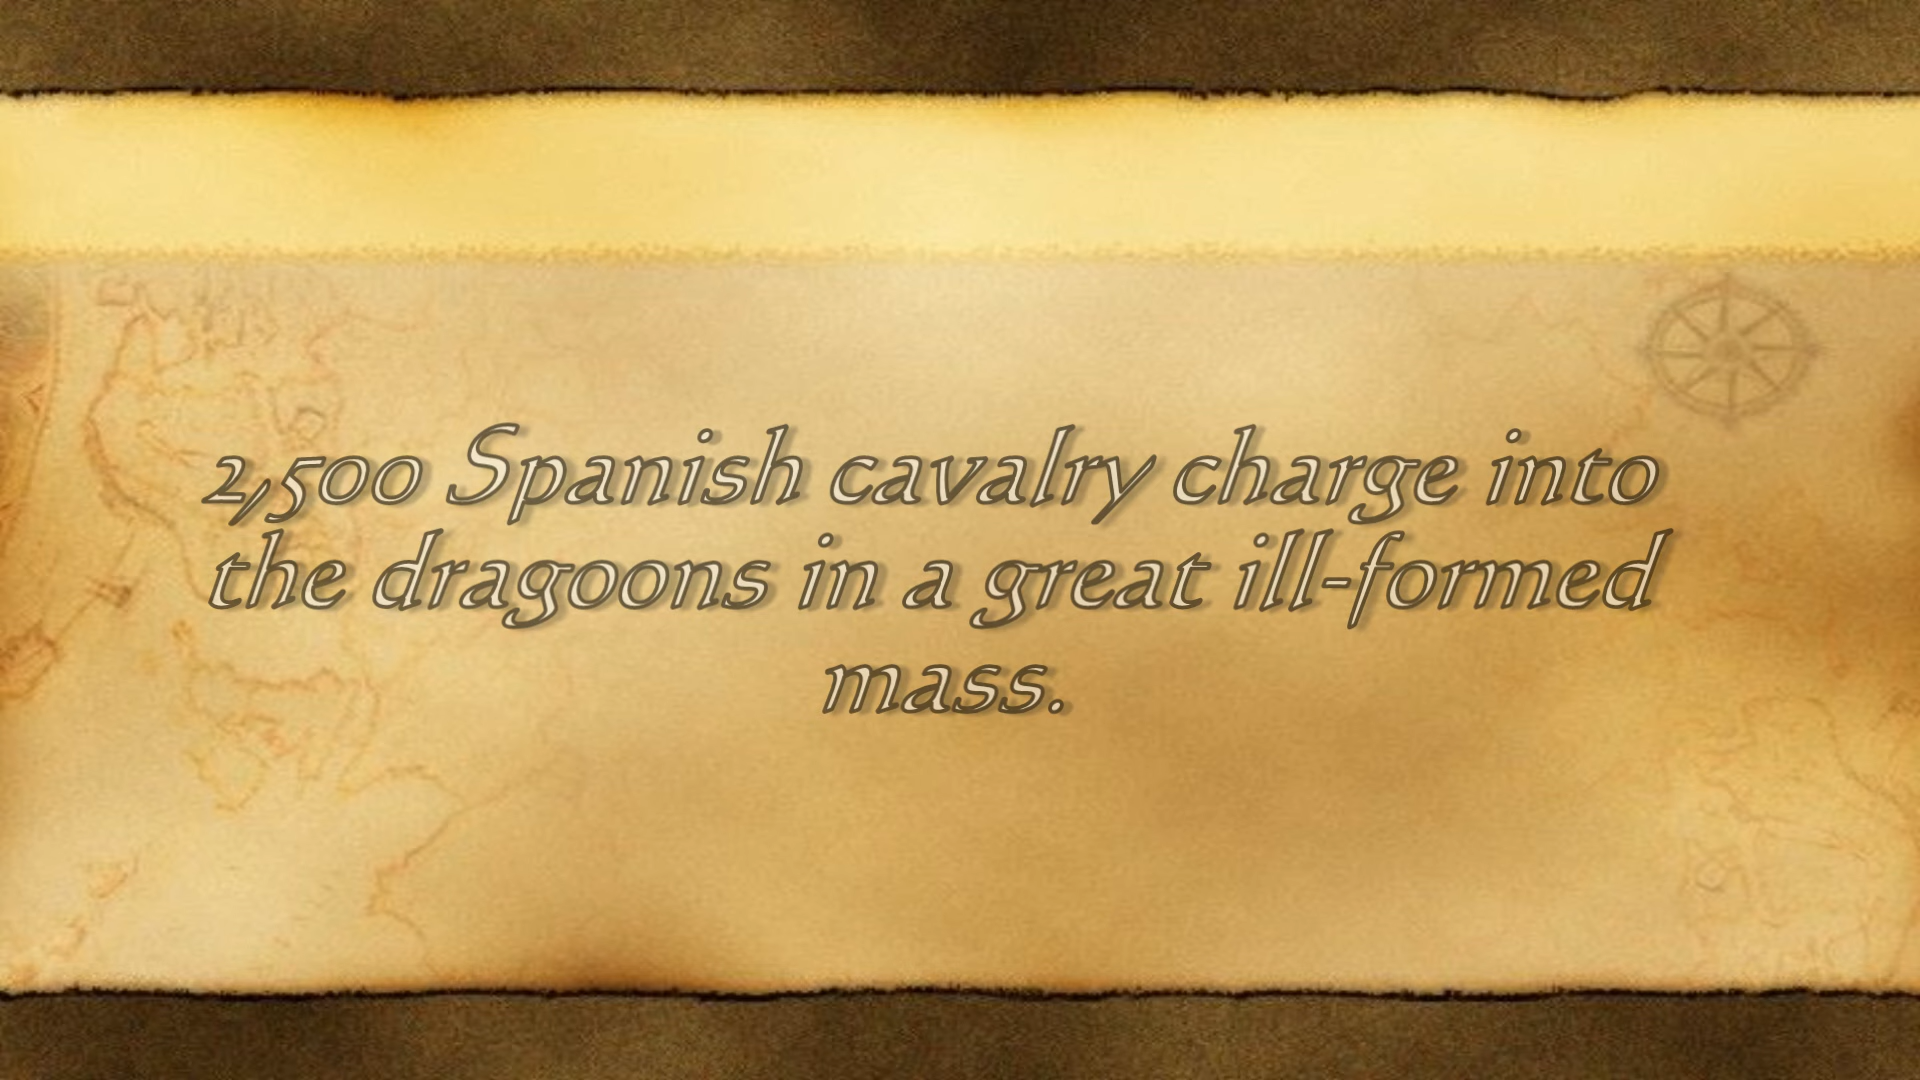 2,500 Spanish cavalry charge into
the dragoons in a great ill-formed
mass.